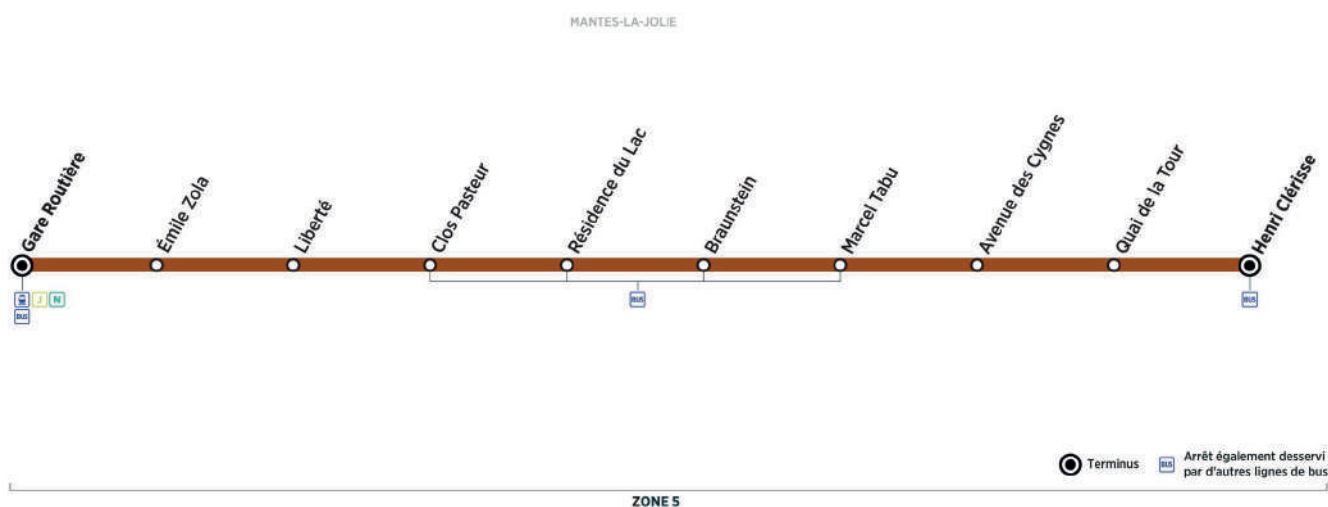 MANTES-LA-JOLIE
Gare Routière
Émile Zola
Liberté
Clos Pasteur
Résidence du Lac
Braunstein
Marcel Tabu
Avenue des Cygnes
Quai de la Tour
Henri Clérisse
J N
BUS
BUS
BUS
Terminus
BUS
Arrêt également desservi
par d'autres lignes de bus
ZONE 5